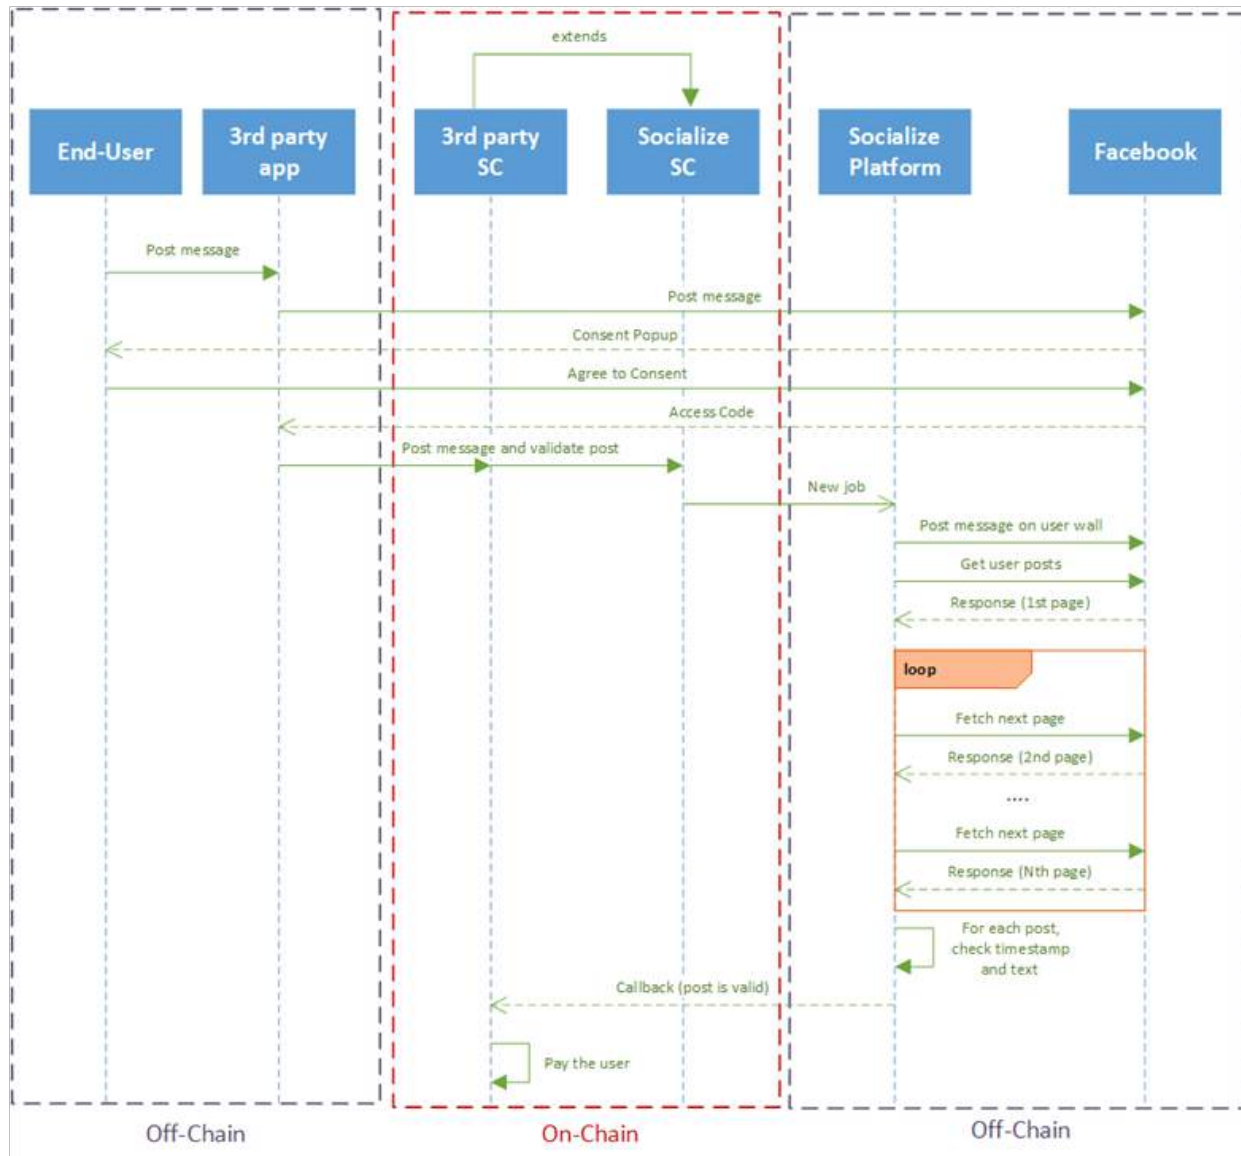 extends
End-User
3rd party
app
3rd party
SC
Socialize
SC
Socialize
Platform
Facebook
Post message
Post message
Consent Popup
Agree to Consent
Access Code
Post message and validate post
New job
Post message on user wall
Get user posts
Response (1st page)
loop
Fetch next page
Response (2nd page)
....
Fetch next page
Response (Nth page)
For each post,
check timestamp
and text
Callback (post is valid)
Pay the user
Off-Chain
On-Chain
Off-Chain